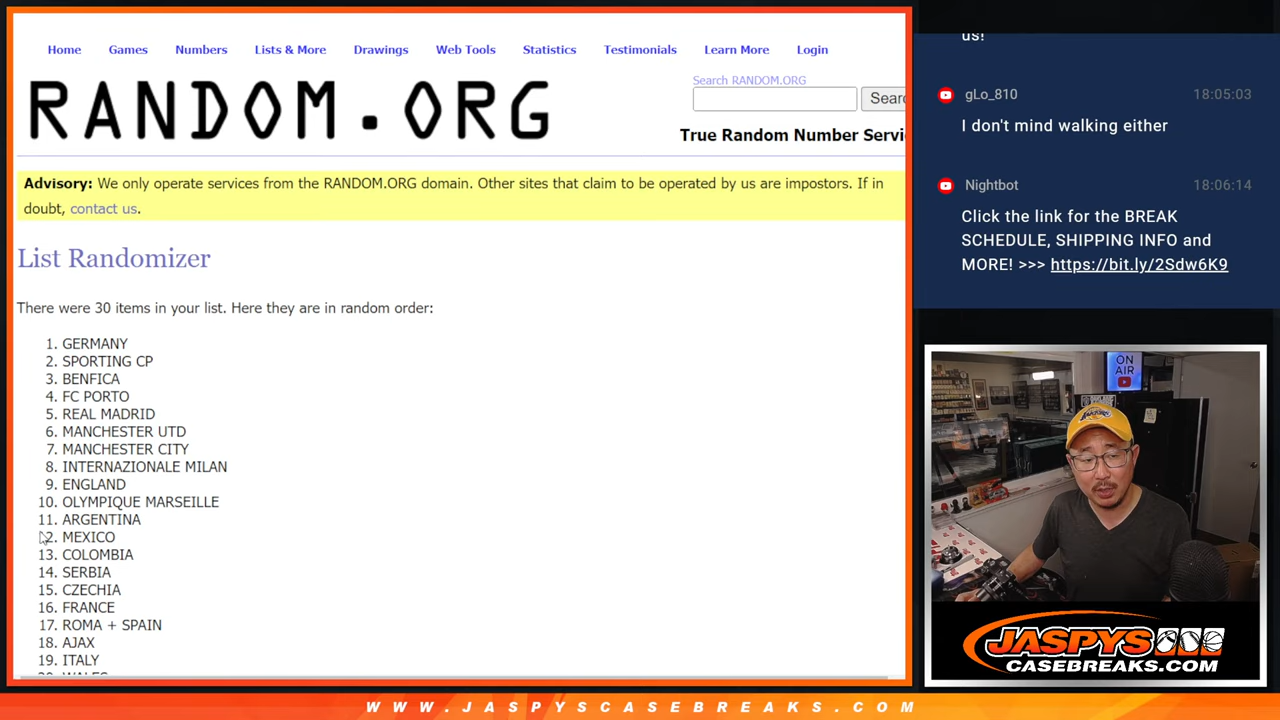 Home Games Numbers Lists & More Drawings Web Tools Statistics Testimonials Learn More Login
RANDOM.ORG
Search RANDOM.ORG
Searc
True Random Number Servi
Advisory: We only operate services from the RANDOM.ORG domain. Other sites that claim to be operated by us are impostors. If in
doubt, contact us.
List Randomizer
There were 30 items in your list. Here they are in random order:
1. GERMANY
2. SPORTING CP
3. BENFICA
4. FC PORTO
5. REAL MADRID
6. MANCHESTER UTD
7. MANCHESTER CITY
8. INTERNAZIONALE MILAN
9. ENGLAND
10. OLYMPIQUE MARSEILLE
11. ARGENTINA
12. MEXICO
13. COLOMBIA
14. SERBIA
15. CZECHIA
16. FRANCE
17. ROMA + SPAIN
18. AJAX
19. ITALY
20. WALES
us!
gLo_810 18:05:03
I don't mind walking either
Nightbot 18:06:14
Click the link for the BREAK
SCHEDULE, SHIPPING INFO and
MORE! >>> https://bit.ly/2Sdw6K9
ON
AIR
JASPYS
CASEBREAKS.COM
WWW.JASPYSCASEBREAKS.COM